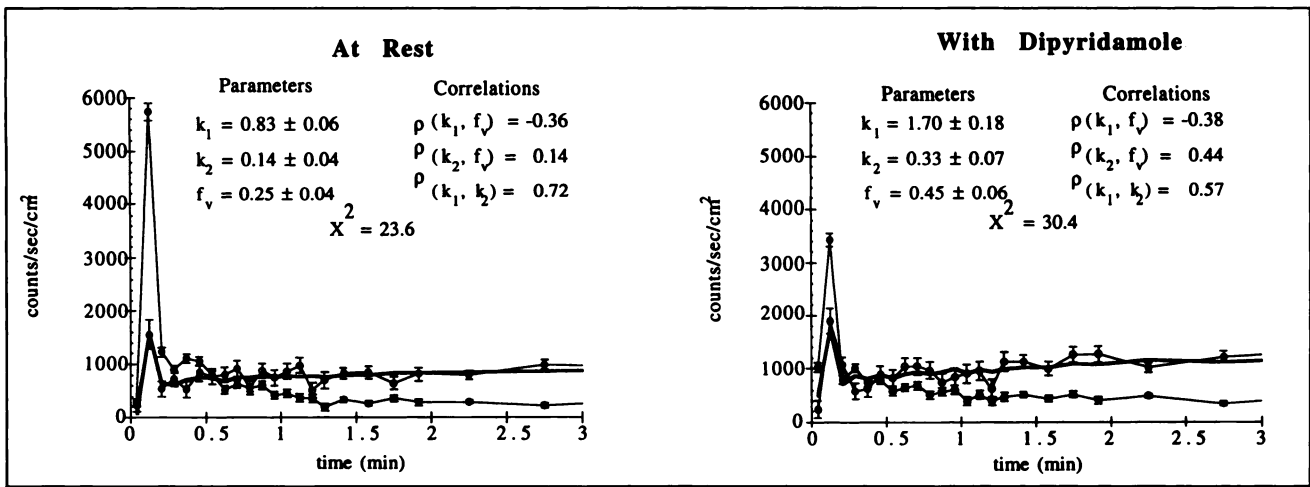 At Rest
Parameters
Correlations
k1 = 0.83 ± 0.06
ρ (k1, fv) = -0.36
k2 = 0.14 ± 0.04
ρ (k2, fv) = 0.14
fv = 0.25 ± 0.04
ρ (k1, k2) = 0.72
X² = 23.6
counts/sec/cm²
6000
5000
4000
3000
2000
1000
0
0 0.5 1 1.5 2 2.5 3
time (min)
With Dipyridamole
Parameters
Correlations
k1 = 1.70 ± 0.18
ρ(k1, fv) = -0.38
k2 = 0.33 ± 0.07
ρ (k2, fv) = 0.44
fv = 0.45 ± 0.06
ρ (k1, k2) = 0.57
X² = 30.4
counts/sec/cm²
6000
5000
4000
3000
2000
1000
0
0 0.5 1 1.5 2 2.5 3
time (min)